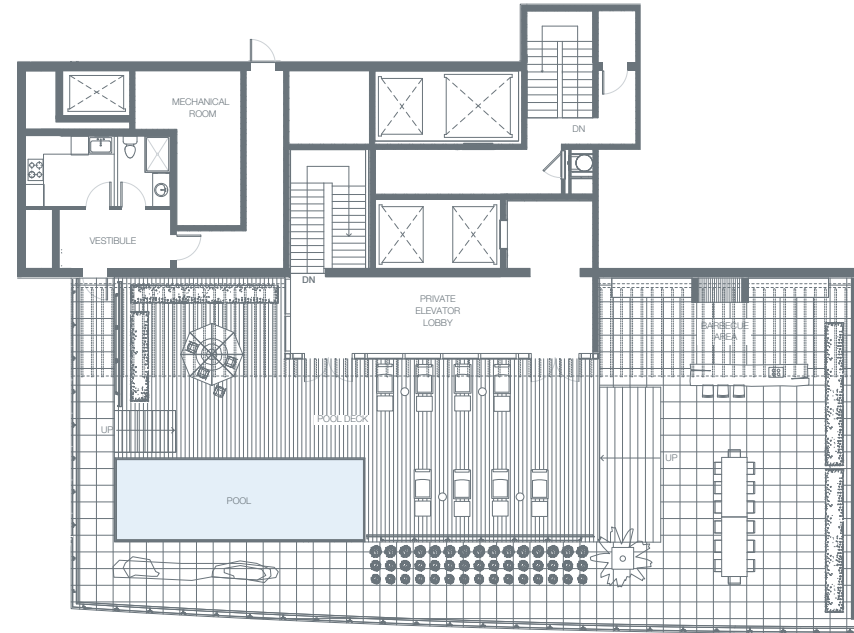 MECHANICAL
ROOM
DN
VESTIBULE
DN
PRIVATE
ELEVATOR
LOBBY
BARBECUE
AREA
POOL DECK
UP
UP
POOL